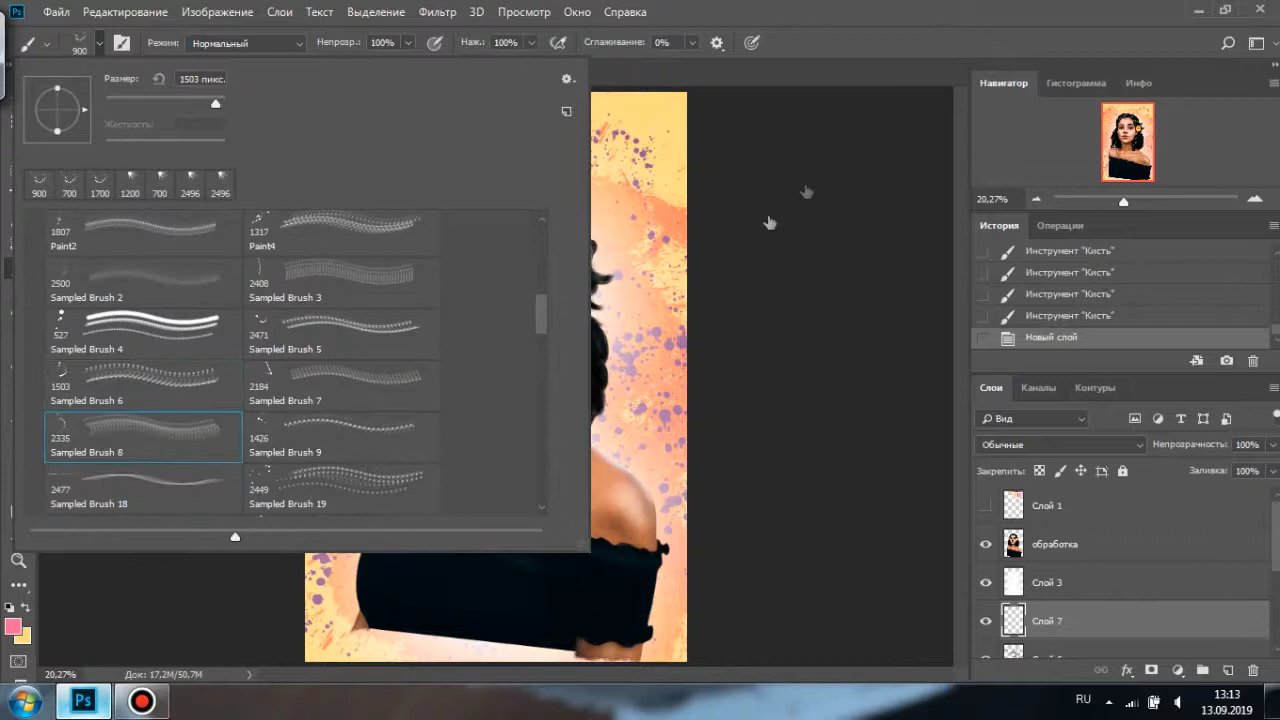 Ps Файл Редактирование Изображение Слои Текст Выделение Фильтр 3D Просмотр Окно Справка
900 Режим: Нормальный Непрозр.: 100% Наж.: 100% Сглаживание: 0%
Размер: 1503 пикс.
Жесткость:
900 700 1700 1200 700 2496 2496
1807 1317
Paint2 Paint4
2500 2408
Sampled Brush 2 Sampled Brush 3
527 2471
Sampled Brush 4 Sampled Brush 5
1503 2184
Sampled Brush 6 Sampled Brush 7
2335 1426
Sampled Brush 8 Sampled Brush 9
2477 2449
Sampled Brush 18 Sampled Brush 19
Навигатор Гистограмма Инфо
20,27%
История Операции
Инструмент "Кисть"
Инструмент "Кисть"
Инструмент "Кисть"
Инструмент "Кисть"
Новый слой
Слои Каналы Контуры
Вид
Обычные Непрозрачность: 100%
Закрепить: Заливка: 100%
Слой 1
обработка
Слой 3
Слой 7
20,27% Док: 17,2M/50,7M
Ps RU 13:13
13.09.2019